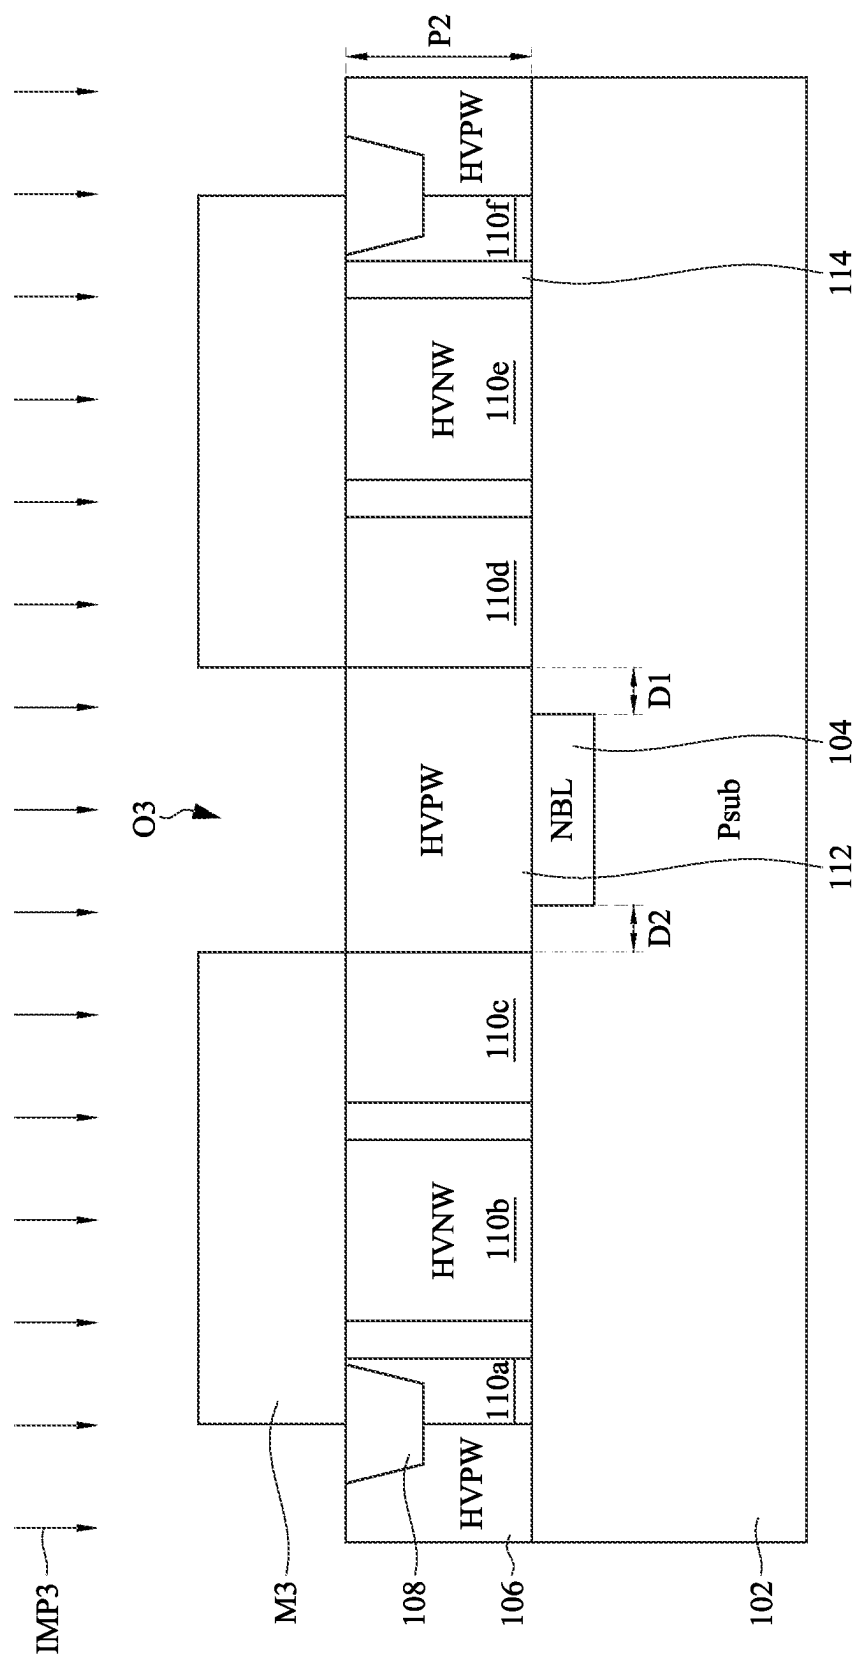 IMP3
O3
M3
P2
108
HVPW
110a
HVNW
110b
110c
HVPW
110d
HVNW
110e
110f
HVPW
106
D2
NBL
D1
Psub
102
112
104
114